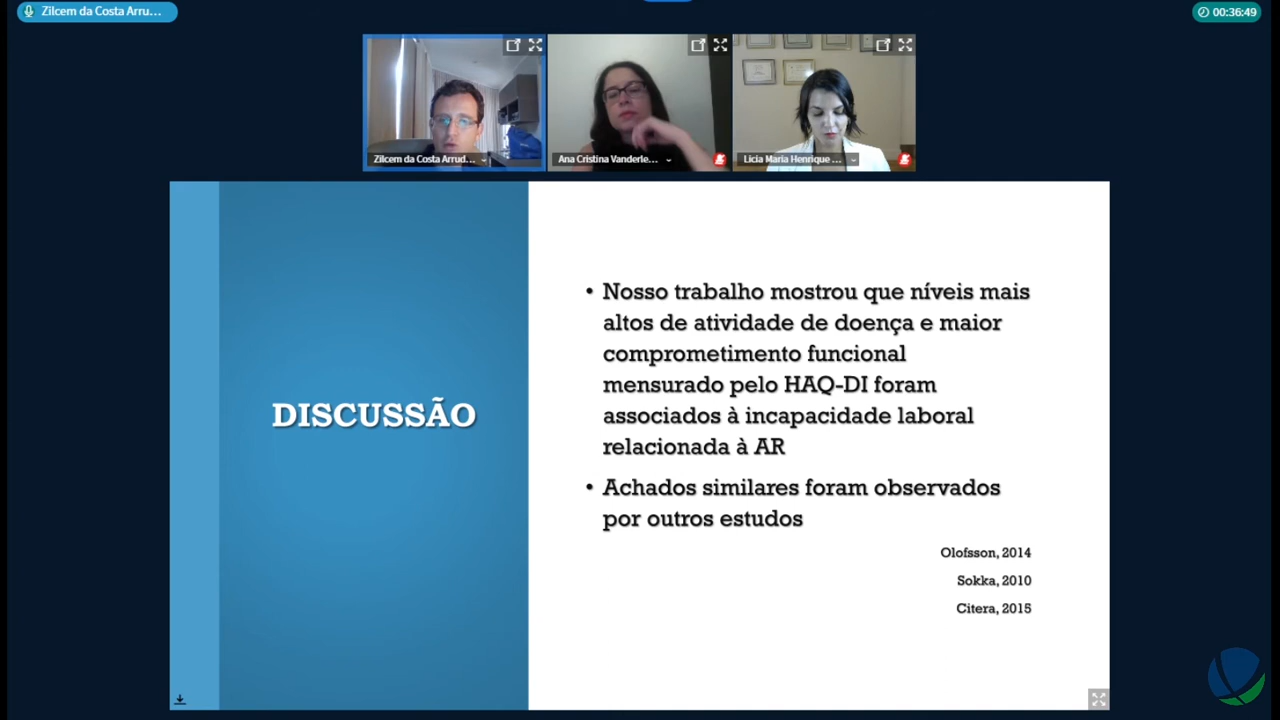 Zilcem da Costa Arru...
00:36:49
Zilcem da Costa Arrud...
Ana Cristina Vanderle...
Licia Maria Henrique ...
DISCUSSÃO
• Nosso trabalho mostrou que níveis mais
altos de atividade de doença e maior
comprometimento funcional
mensurado pelo HAQ-DI foram
associados à incapacidade laboral
relacionada à AR
• Achados similares foram observados
por outros estudos
Olofsson, 2014
Sokka, 2010
Citera, 2015